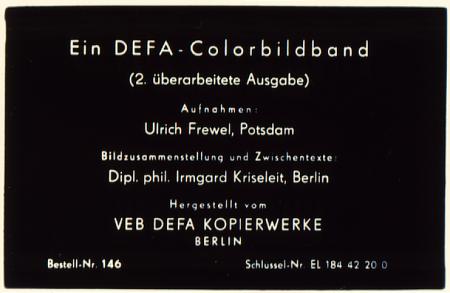 Ein DEFA-Colorbildband
(2. überarbeitete Ausgabe)
Aufnahmen:
Ulrich Frewel, Potsdam
Bildzusammenstellung und Zwischentexte:
Dipl. phil. Irmgard Kriseleit, Berlin
Hergestellt vom
VEB DEFA KOPIERWERKE
BERLIN
Bestell-Nr. 146 Schlussel-Nr. EL 184 42 20 0